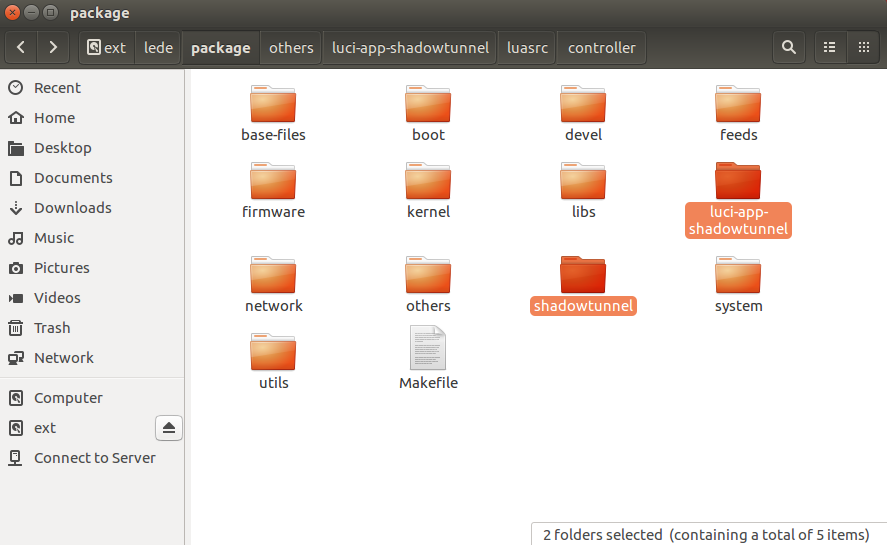 package
ext
lede
package
others
luci-app-shadowtunnel
luasrc
controller
Recent
Home
Desktop
Documents
Downloads
Music
Pictures
Videos
Trash
Network
Computer
ext
Connect to Server
base-files
boot
devel
feeds
firmware
kernel
libs
luci-app-
shadowtunnel
network
others
shadowtunnel
system
utils
Makefile
2 folders selected (containing a total of 5 items)